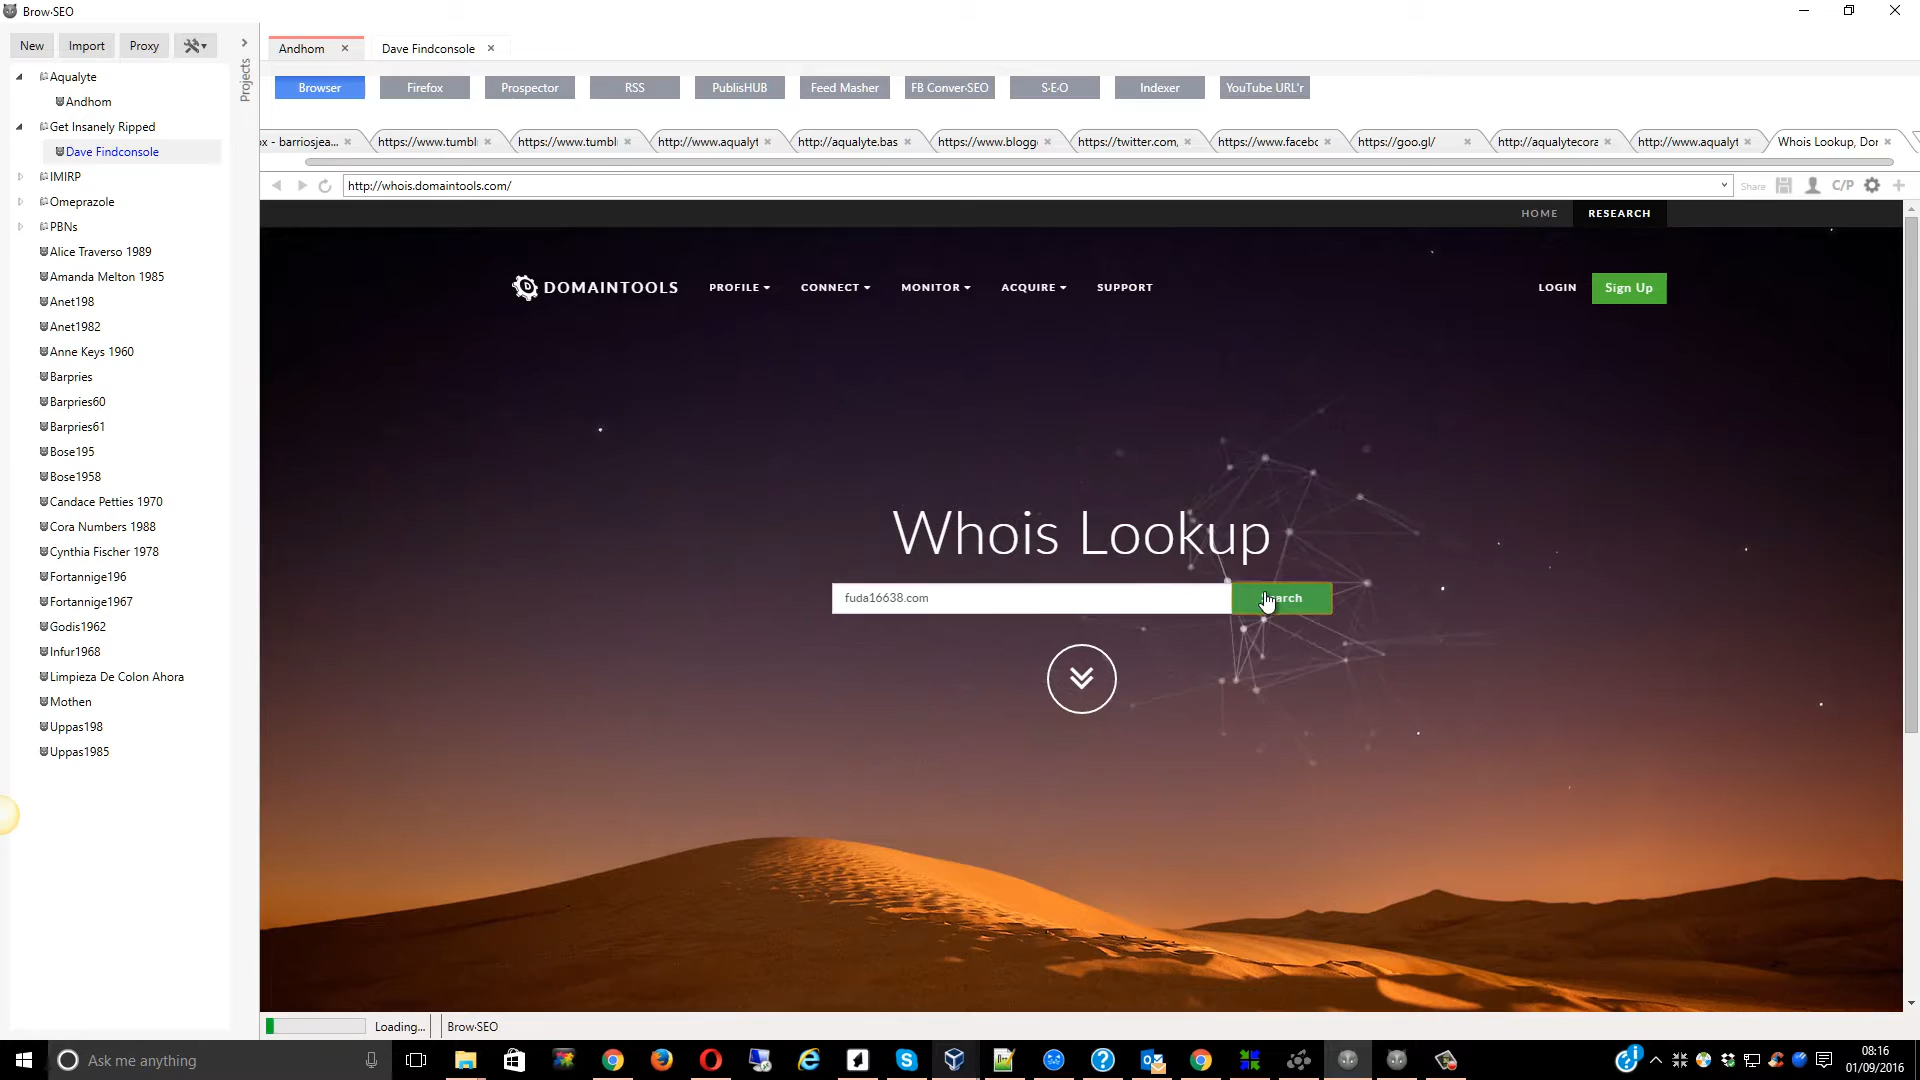 Brow·SEO
New Import Proxy
Projects
Aqualyte
Andhom
Get Insanely Ripped
Dave Findconsole
IMIRP
Omeprazole
PBNs
Alice Traverso 1989
Amanda Melton 1985
Anet198
Anet1982
Anne Keys 1960
Barpries
Barpries60
Barpries61
Bose195
Bose1958
Candace Petties 1970
Cora Numbers 1988
Cynthia Fischer 1978
Fortannige196
Fortannige1967
Godis1962
Infur1968
Limpieza De Colon Ahora
Mothen
Uppas198
Uppas1985
Andhom Dave Findconsole
Browser Firefox Prospector RSS PublisHUB Feed Masher FB Conver·SEO S·E·O Indexer YouTube URL'r
ox - barriosjea... https://www.tumbl https://www.tumbl http://www.aqualyt http://aqualyte.bas https://www.blogg https://twitter.com, https://www.facebc https://goo.gl/ http://aqualytecora http://www.aqualyt Whois Lookup, Dor
http://whois.domaintools.com/ Share C/P
HOME RESEARCH
DOMAINTOOLS PROFILE CONNECT MONITOR ACQUIRE SUPPORT LOGIN Sign Up
Whois Lookup
fuda16638.com
Loading... Brow·SEO
Ask me anything
08:16
01/09/2016